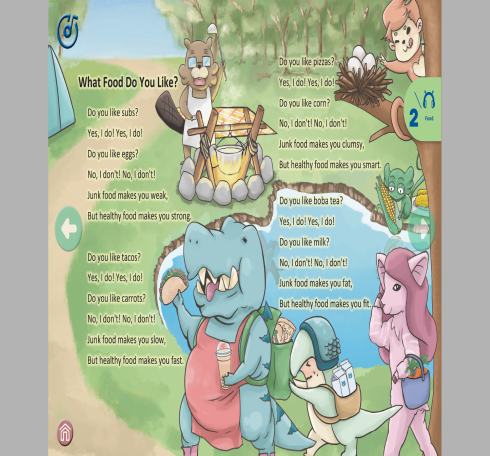 What Food Do You Like?
Do you like subs?
Yes, I do! Yes, I do!
Do you like eggs?
No, I don't! No, I don't!
Junk food makes you weak,
But healthy food makes you strong.
Do you like tacos?
Yes, I do! Yes, I do!
Do you like carrots?
No, I don't! No, I don't!
Junk food makes you slow,
But healthy food makes you fast.
Do you like pizzas?
Yes, I do! Yes, I do!
Do you like corn?
No, I don't! No, I don't!
Junk food makes you clumsy,
But healthy food makes you smart.
Do you like boba tea?
Yes, I do! Yes, I do!
Do you like milk?
No, I don't! No, I don't!
Junk food makes you fat,
But healthy food makes you fit.
2
Food